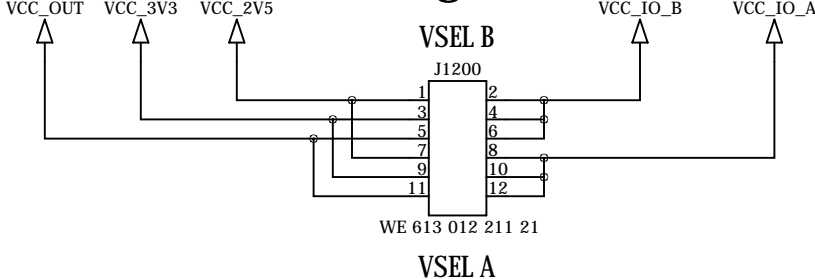 VCC_OUT VCC_3V3 VCC_2V5 VCC_IO_B VCC_IO_A
VSEL B
J1200
1 2
3 4
5 6
7 8
9 10
11 12
WE 613 012 211 21
VSEL A